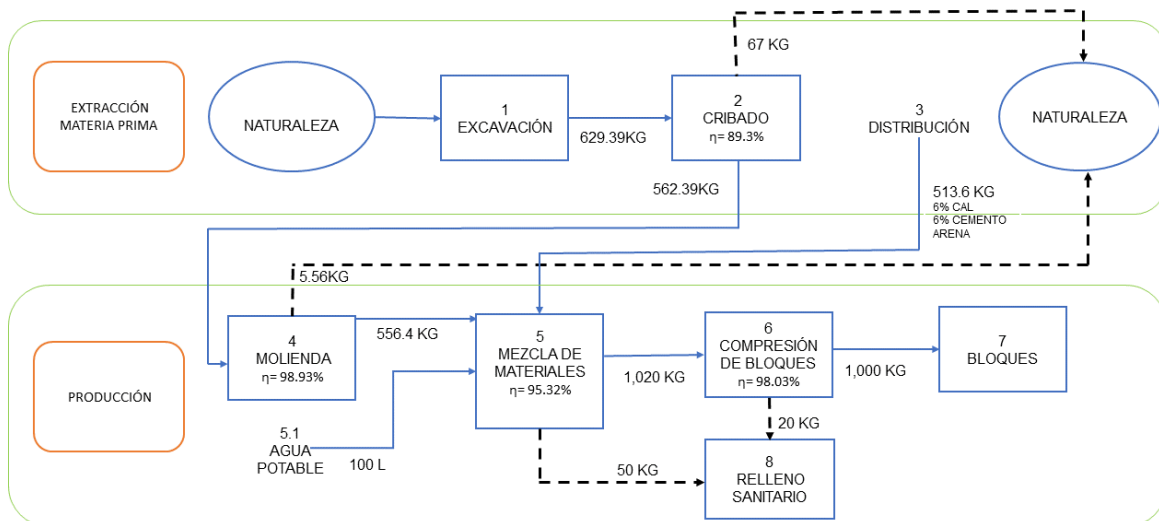 67 KG
EXTRACCIÓN
MATERIA PRIMA
NATURALEZA
1
EXCAVACIÓN
629.39KG
2
CRIBADO
η= 89.3%
3
DISTRIBUCIÓN
NATURALEZA
562.39KG
513.6 KG
6% CAL
6% CEMENTO
ARENA
5.56KG
4
MOLIENDA
η= 98.93%
556.4 KG
5
MEZCLA DE
MATERIALES
η= 95.32%
1,020 KG
6
COMPRESIÓN
DE BLOQUES
η= 98.03%
1,000 KG
7
BLOQUES
PRODUCCIÓN
5.1
AGUA
POTABLE
100 L
50 KG
20 KG
8
RELLENO
SANITARIO